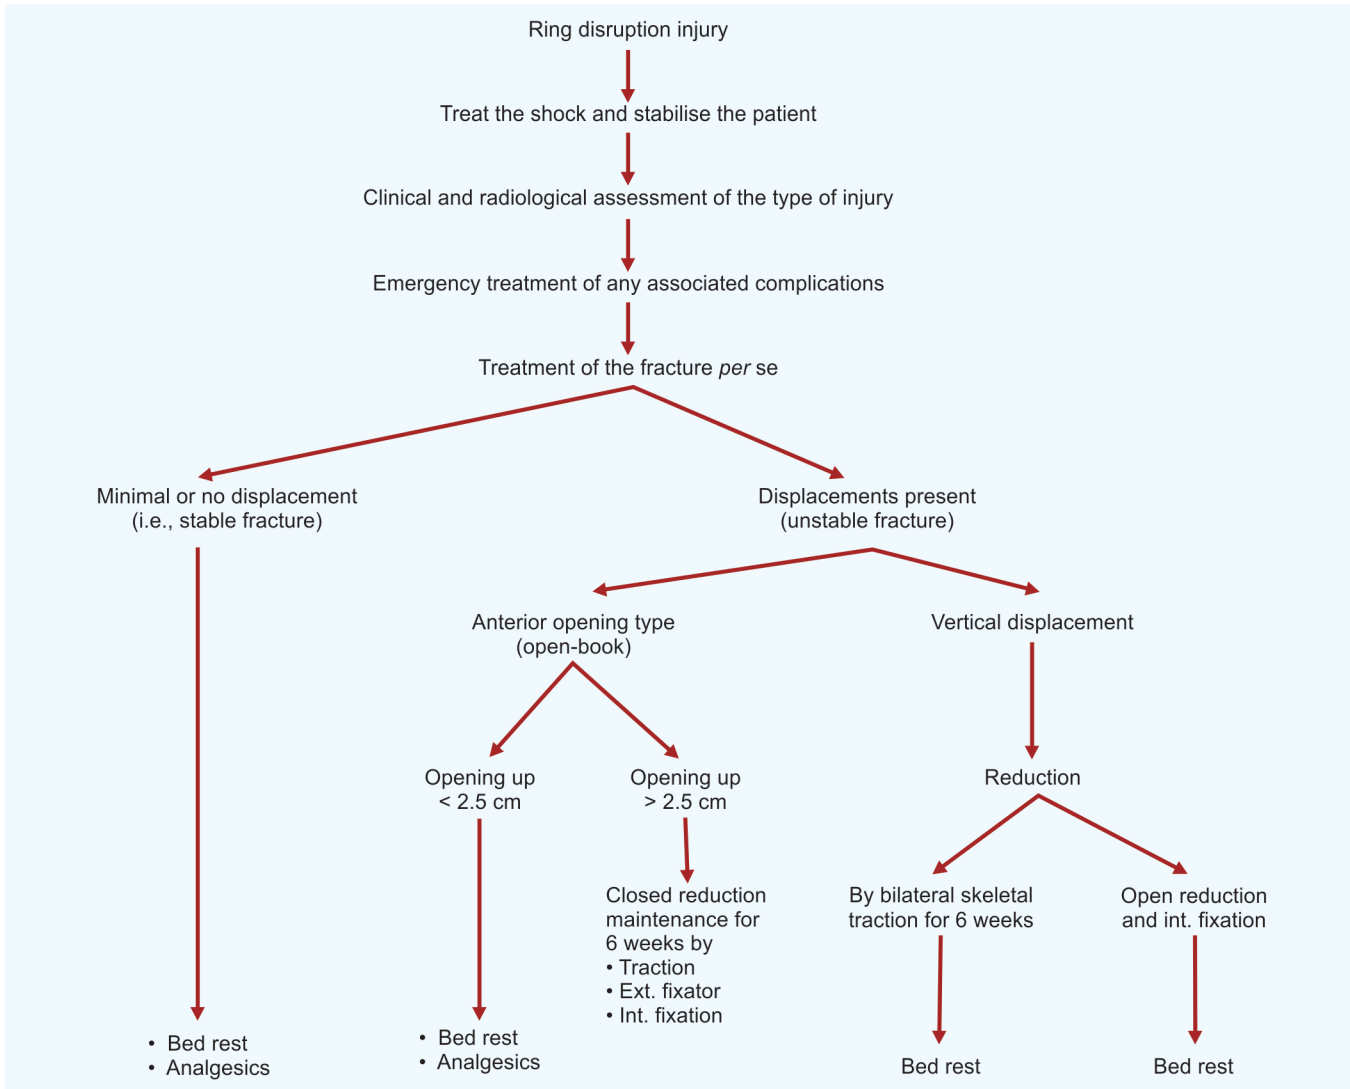 Ring disruption injury
Treat the shock and stabilise the patient
Clinical and radiological assessment of the type of injury
Emergency treatment of any associated complications
Treatment of the fracture per se
Minimal or no displacement
(i.e., stable fracture)
Displacements present
(unstable fracture)
Anterior opening type
(open-book)
Vertical displacement
Opening up
< 2.5 cm
Opening up
> 2.5 cm
Reduction
Closed reduction
maintenance for
6 weeks by
• Traction
• Ext. fixator
• Int. fixation
By bilateral skeletal
traction for 6 weeks
Open reduction
and int. fixation
• Bed rest
• Analgesics
• Bed rest
• Analgesics
Bed rest
Bed rest